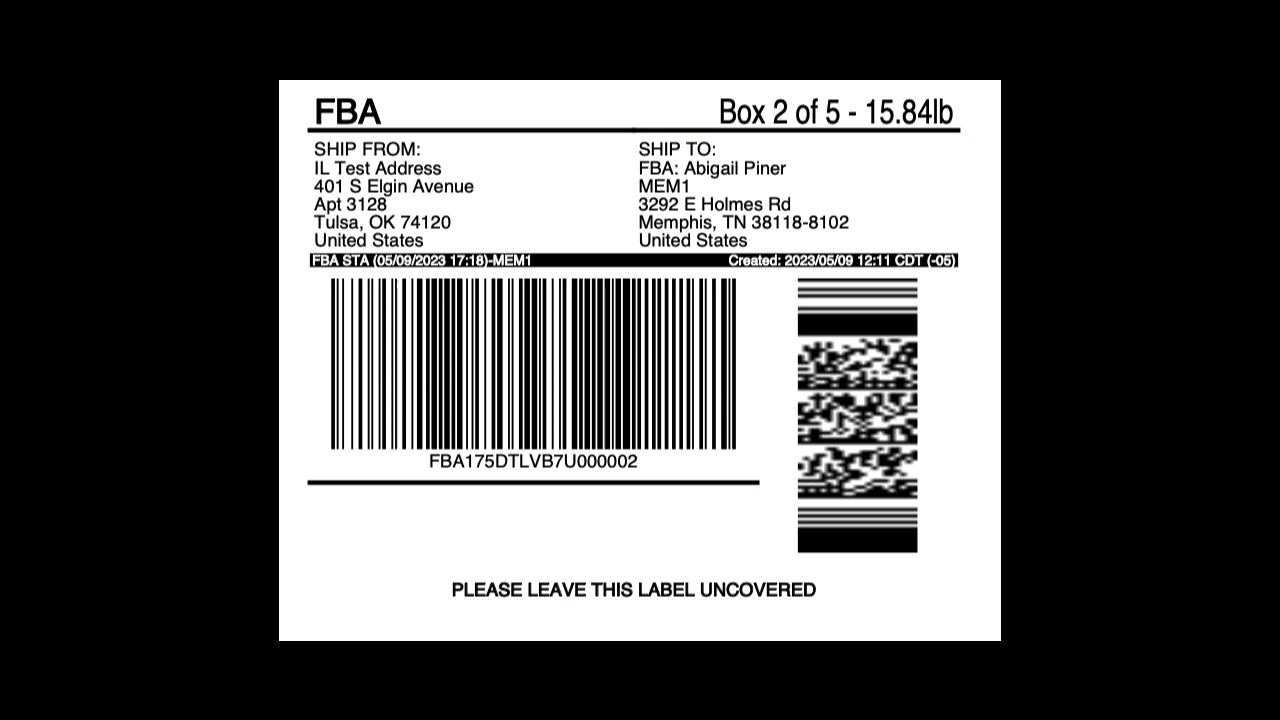 FBA
Box 2 of 5 - 15.84lb
SHIP FROM:
IL Test Address
401 S Elgin Avenue
Apt 3128
Tulsa, OK 74120
United States
SHIP TO:
FBA: Abigail Piner
MEM1
3292 E Holmes Rd
Memphis, TN 38118-8102
United States
FBA STA (05/09/2023 17:18)-MEM1
Created: 2023/05/09 12:11 CDT (-05)
FBA175DTLVB7U000002
PLEASE LEAVE THIS LABEL UNCOVERED